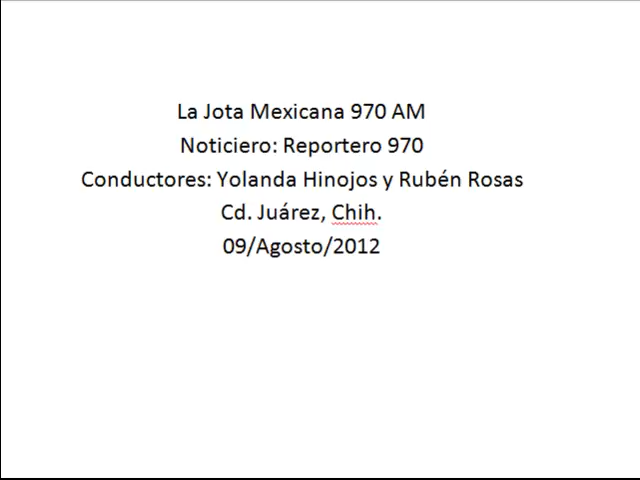 La Jota Mexicana 970 AM
Noticiero: Reportero 970
Conductores: Yolanda Hinojos y Rubén Rosas
Cd. Juárez, Chih.
09/Agosto/2012